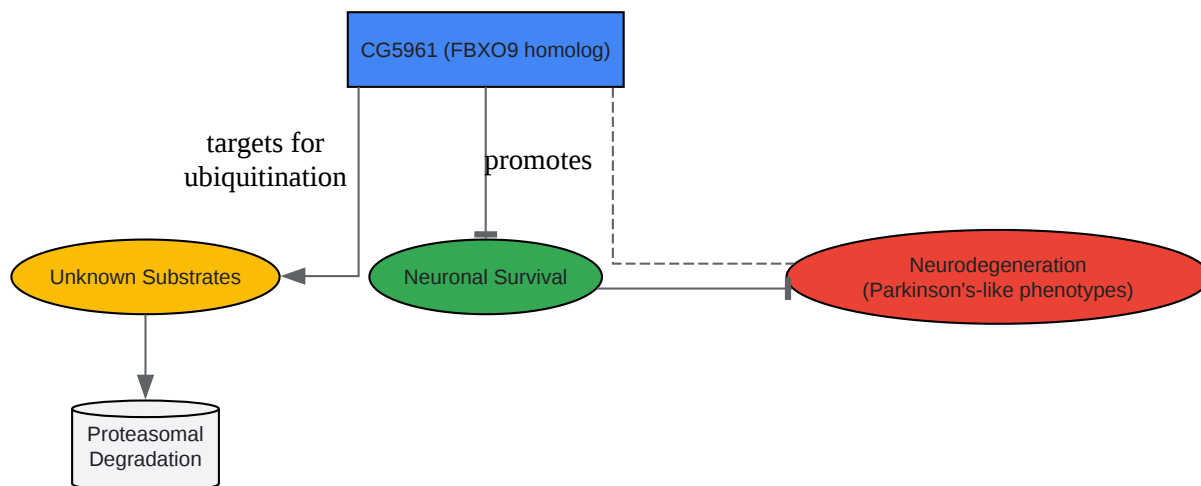 CG5961 (FBXO9 homolog)
targets for
ubiquitination
promotes
Unknown Substrates
Neuronal Survival
Neurodegeneration
(Parkinson's-like phenotypes)
Proteasomal
Degradation